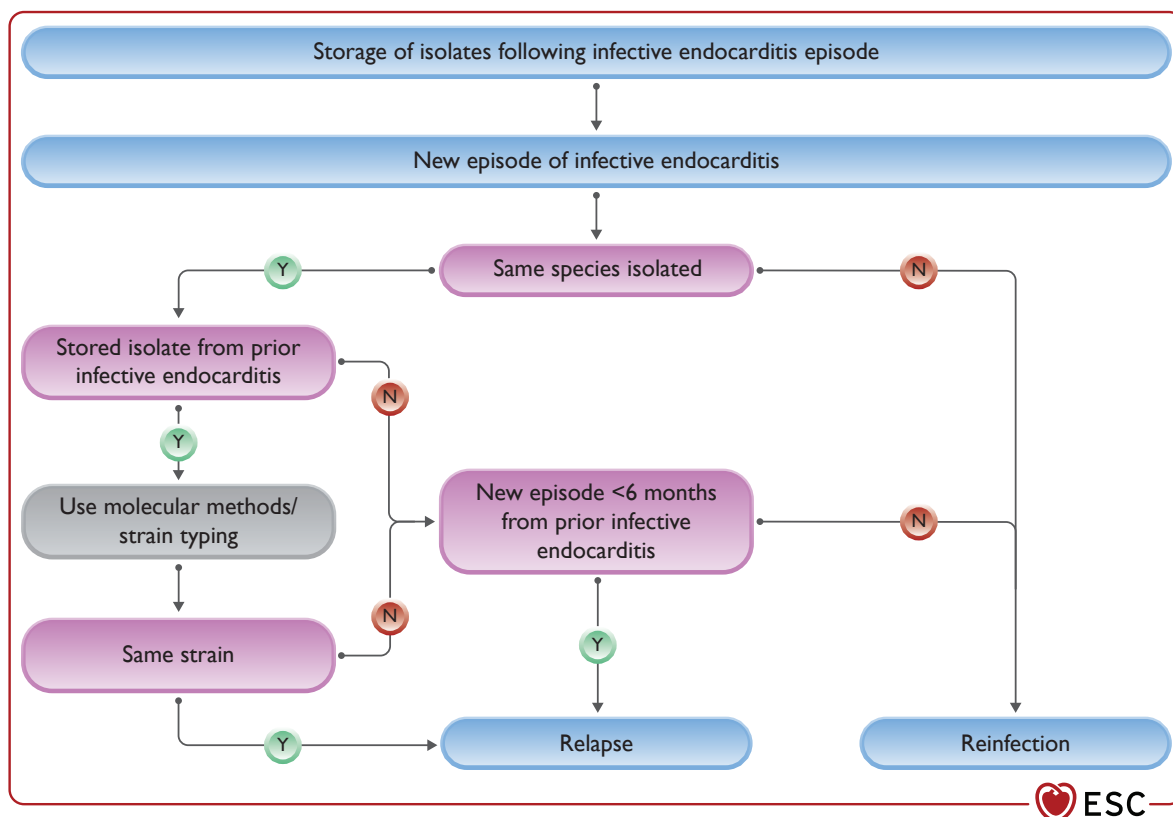 Storage of isolates following infective endocarditis episode
New episode of infective endocarditis
Same species isolated
Y
N
Stored isolate from prior
infective endocarditis
N
Y
Use molecular methods/
strain typing
New episode <6 months
from prior infective
endocarditis
N
N
Same strain
Y
Y
Relapse
Reinfection
ESC